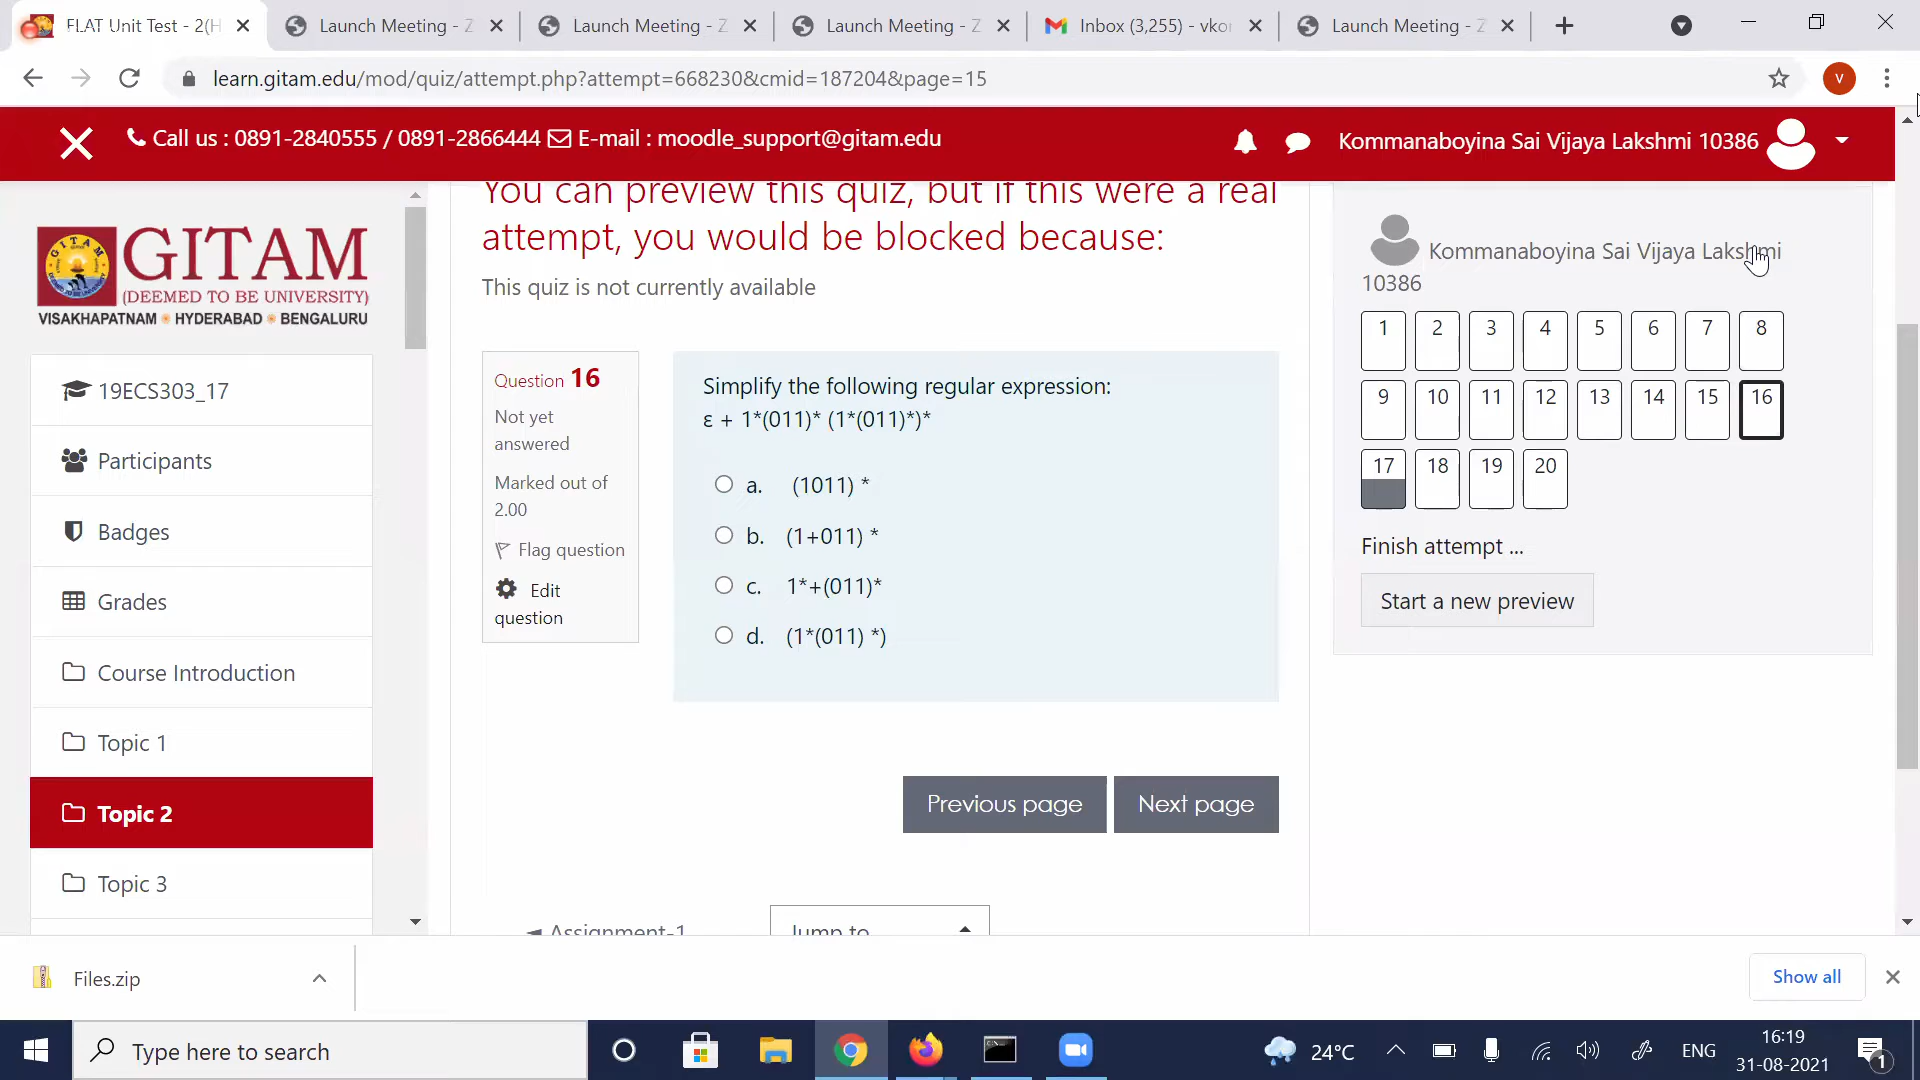 FLAT Unit Test - 2(H
Launch Meeting - Z
Launch Meeting - Z
Launch Meeting - Z
Inbox (3,255) - vko
Launch Meeting - Z
learn.gitam.edu/mod/quiz/attempt.php?attempt=668230&cmid=187204&page=15
V
Call us : 0891-2840555 / 0891-2866444 E-mail : moodle_support@gitam.edu
Kommanaboyina Sai Vijaya Lakshmi 10386
GITAM
(DEEMED TO BE UNIVERSITY)
VISAKHAPATNAM * HYDERABAD * BENGALURU
19ECS303_17
Participants
Badges
Grades
Course Introduction
Topic 1
Topic 2
Topic 3
You can preview this quiz, but if this were a real
attempt, you would be blocked because:
This quiz is not currently available
Question 16
Not yet
answered
Marked out of
2.00
Flag question
Edit
question
Simplify the following regular expression:
ε + 1*(011)* (1*(011)*)*
a. (1011) *
b. (1+011) *
c. 1*+(011)*
d. (1*(011) *)
Previous page
Next page
◄ Assignment-1
Jump to
Kommanaboyina Sai Vijaya Lakshmi
10386
1 2 3 4 5 6 7 8
9 10 11 12 13 14 15 16
17 18 19 20
Finish attempt ...
Start a new preview
Files.zip
Show all
Type here to search
24°C
ENG
16:19
31-08-2021
1